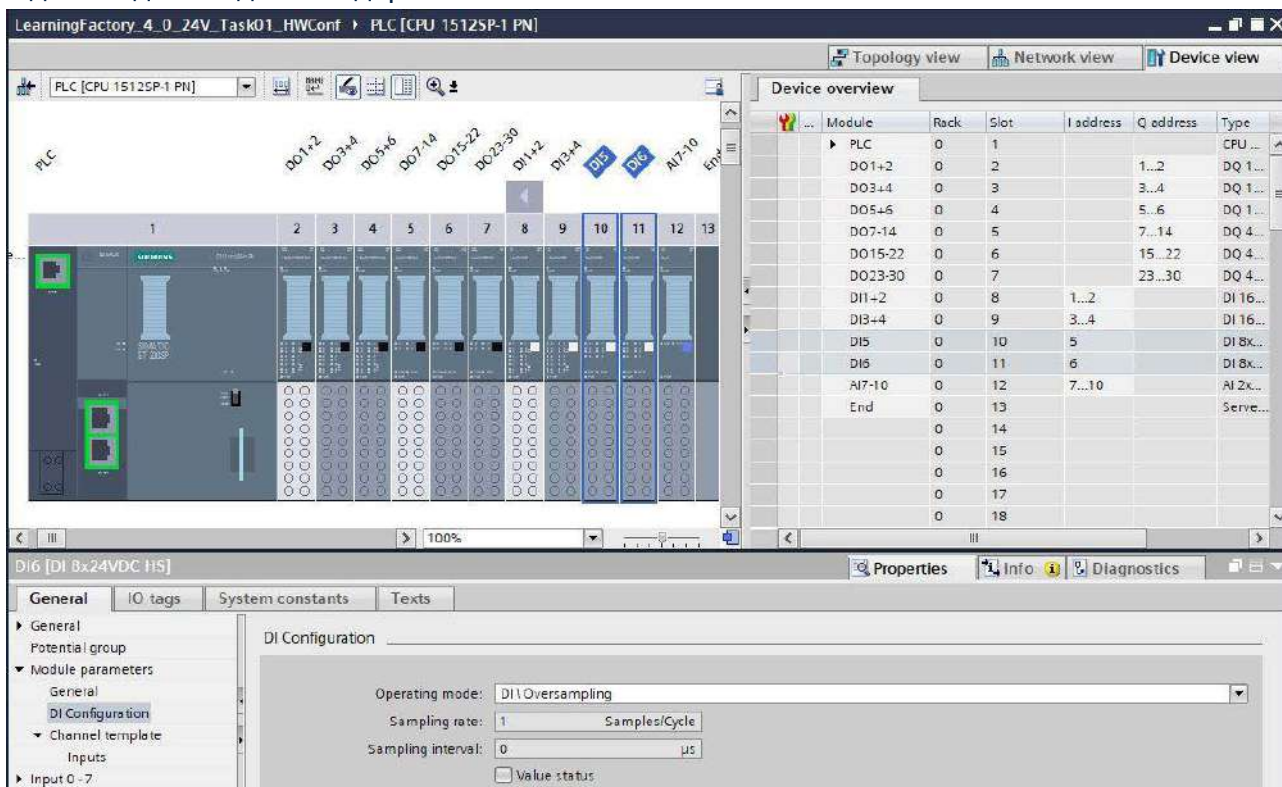 LearningFactory_4_0_24V_Task01_HWConf ▸ PLC [CPU 1512SP-1 PN]
Topology view Network view Device view
PLC [CPU 1512SP-1 PN]
Device overview
PLC DO1+2 DO3+4 DO5+6 DO7-14 DO15-22 DO23-30 DI1+2 DI3+4 DI5 DI6 AI7-10 End
1 2 3 4 5 6 7 8 9 10 11 12 13
SIEMENS
SIMATIC
ET 200SP
... Module Rack Slot I address Q address Type
PLC 0 1 CPU ...
DO1+2 0 2 1...2 DQ 1...
DO3+4 0 3 3...4 DQ 1...
DO5+6 0 4 5...6 DQ 1...
DO7-14 0 5 7...14 DQ 4...
DO15-22 0 6 15...22 DQ 4...
DO23-30 0 7 23...30 DQ 4...
DI1+2 0 8 1...2 DI 16...
DI3+4 0 9 3...4 DI 16...
DI5 0 10 5 DI 8x...
DI6 0 11 6 DI 8x...
AI7-10 0 12 7...10 AI 2x...
End 0 13 Serve...
0 14
0 15
0 16
0 17
0 18
100%
DI6 [DI 8x24VDC HS]
Properties Info Diagnostics
General IO tags System constants Texts
General
Potential group
Module parameters
General
DI Configuration
Channel template
Inputs
Input 0 - 7
DI Configuration
Operating mode: DI \ Oversampling
Sampling rate: 1 Samples/Cycle
Sampling interval: 0 µs
Value status